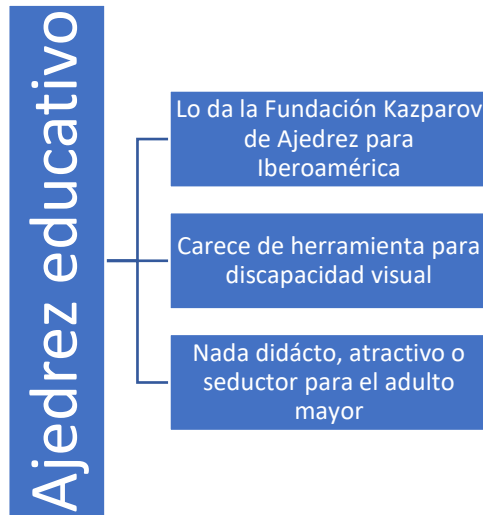 Ajedrez educativo
Lo da la Fundación Kazparov
de Ajedrez para
Iberoamérica
Carece de herramienta para
discapacidad visual
Nada didácto, atractivo o
seductor para el adulto
mayor